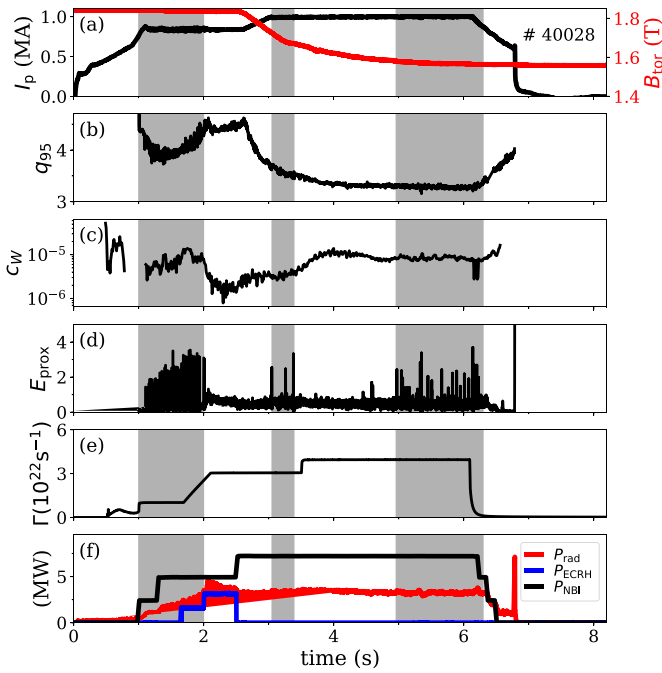 (a)
# 40028
I_p (MA)
1.0
0.5
0.0
B_tor (T)
1.8
1.6
1.4
(b)
q_95
4
3
(c)
c_W
10^-5
10^-6
(d)
E_prox
4
2
0
(e)
Γ(10^22 s^-1)
6
3
0
(f)
(MW)
5
0
P_rad
P_ECRH
P_NBI
0 2 4 6 8
time (s)